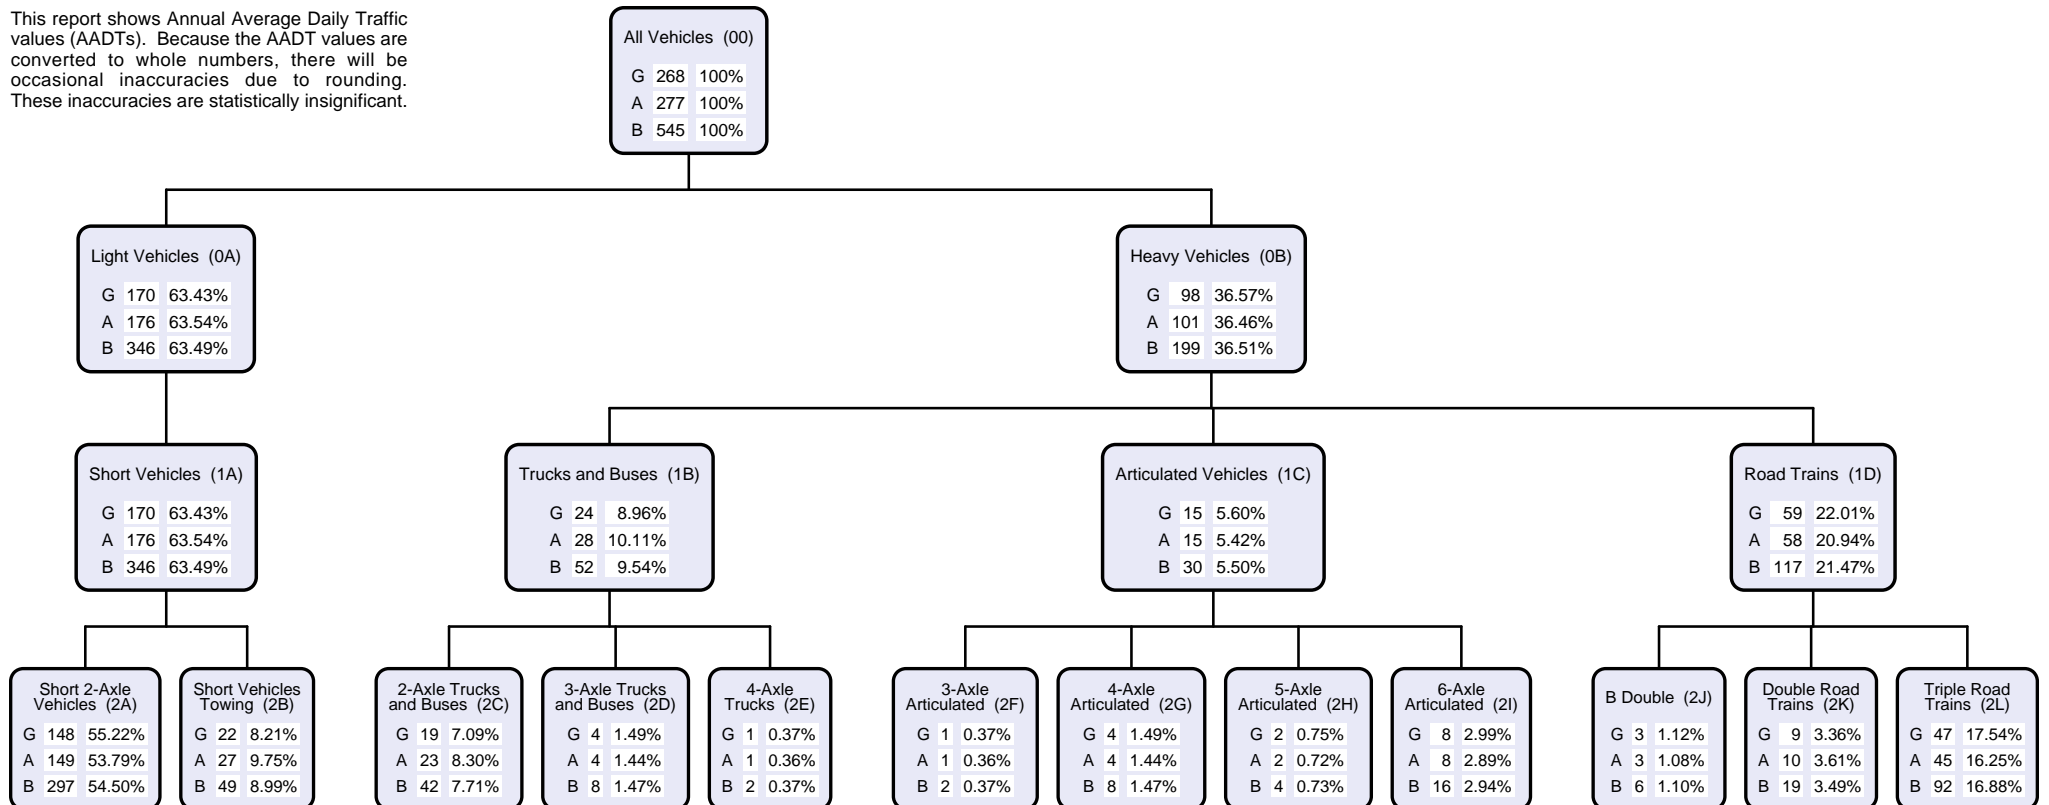 This report shows Annual Average Daily Traffic
values (AADTs). Because the AADT values are
converted to whole numbers, there will be
occasional inaccuracies due to rounding.
These inaccuracies are statistically insignificant.
All Vehicles (00)
G 268 100%
A 277 100%
B 545 100%
Light Vehicles (0A)
G 170 63.43%
A 176 63.54%
B 346 63.49%
Heavy Vehicles (0B)
G 98 36.57%
A 101 36.46%
B 199 36.51%
Short Vehicles (1A)
G 170 63.43%
A 176 63.54%
B 346 63.49%
Trucks and Buses (1B)
G 24 8.96%
A 28 10.11%
B 52 9.54%
Articulated Vehicles (1C)
G 15 5.60%
A 15 5.42%
B 30 5.50%
Road Trains (1D)
G 59 22.01%
A 58 20.94%
B 117 21.47%
Short 2-Axle
Vehicles (2A)
G 148 55.22%
A 149 53.79%
B 297 54.50%
Short Vehicles
Towing (2B)
G 22 8.21%
A 27 9.75%
B 49 8.99%
2-Axle Trucks
and Buses (2C)
G 19 7.09%
A 23 8.30%
B 42 7.71%
3-Axle Trucks
and Buses (2D)
G 4 1.49%
A 4 1.44%
B 8 1.47%
4-Axle
Trucks (2E)
G 1 0.37%
A 1 0.36%
B 2 0.37%
3-Axle
Articulated (2F)
G 1 0.37%
A 1 0.36%
B 2 0.37%
4-Axle
Articulated (2G)
G 4 1.49%
A 4 1.44%
B 8 1.47%
5-Axle
Articulated (2H)
G 2 0.75%
A 2 0.72%
B 4 0.73%
6-Axle
Articulated (2I)
G 8 2.99%
A 8 2.89%
B 16 2.94%
B Double (2J)
G 3 1.12%
A 3 1.08%
B 6 1.10%
Double Road
Trains (2K)
G 9 3.36%
A 10 3.61%
B 19 3.49%
Triple Road
Trains (2L)
G 47 17.54%
A 45 16.25%
B 92 16.88%